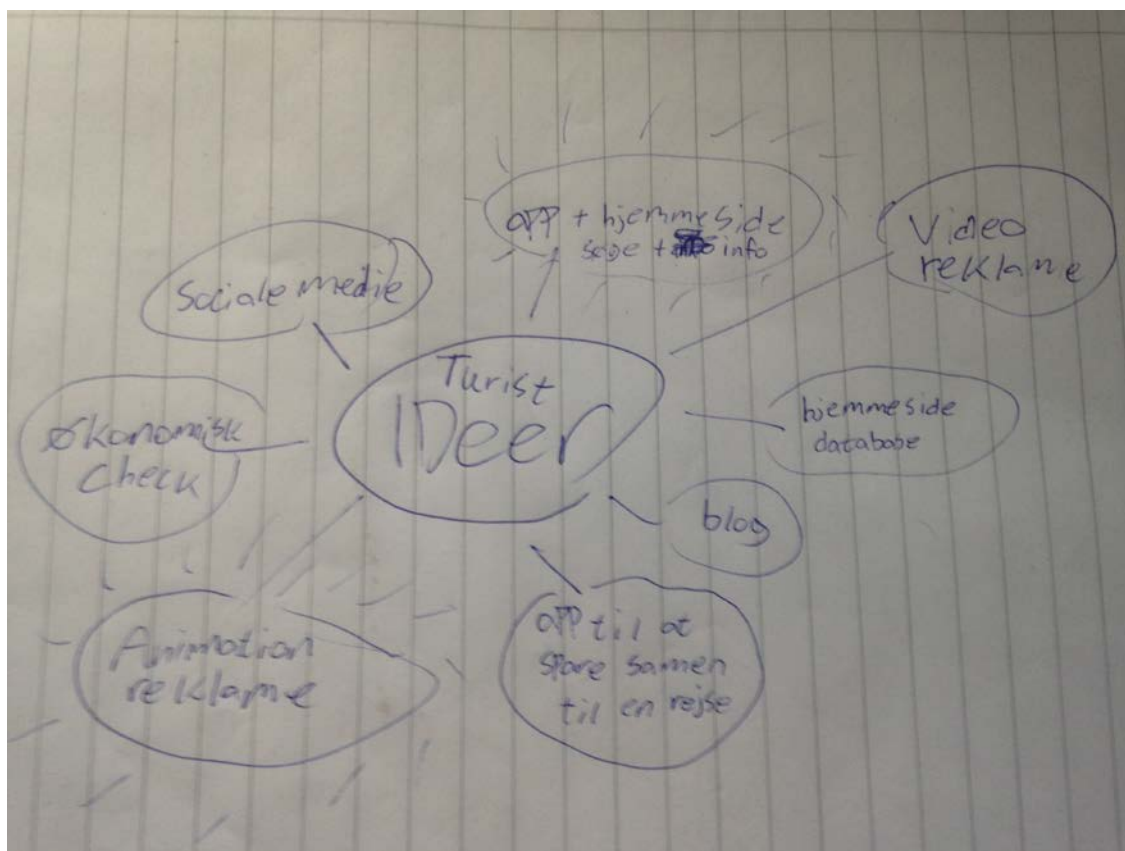 app + hjemmeside
søge + info
Video
reklame
Sociale medie
Turist
IDeer
Økonomisk
check
hjemmeside
database
blog
Animation
reklame
app til at
spare samen
til en rejse